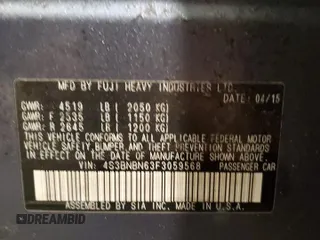 MFD. BY FUJI HEAVY INDUSTRIES LTD.
DATE: 04/15
GVWR: 4519 LB ( 2050 KG)
GAWR: F 2535 LB ( 1150 KG)
GAWR: R 2645 LB ( 1200 KG)
THIS VEHICLE CONFORMS TO ALL APPLICABLE FEDERAL MOTOR
VEHICLE SAFETY, BUMPER, AND THEFT PREVENTION STANDARDS
IN EFFECT ON THE DATE OF MANUFACTURE SHOWN ABOVE.
VIN: 4S3BNBN63F3059568 PASSENGER CAR
ASSEMBLED BY SIA INC. MADE IN U.S.A.
DREAMBID